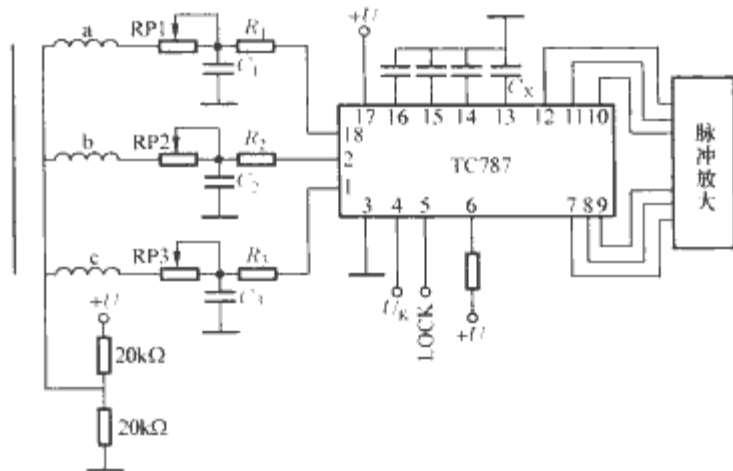 a
RP1
R₁
C₁
b
RP2
R₂
C₂
c
RP3
R₃
C₃
+U
20kΩ
20kΩ
+U
Cₓ
17
16
15
14
13
12
11
10
18
2
1
TC787
3
4
5
6
7
8
9
Uₖ
LOCK
+U
脉冲放大